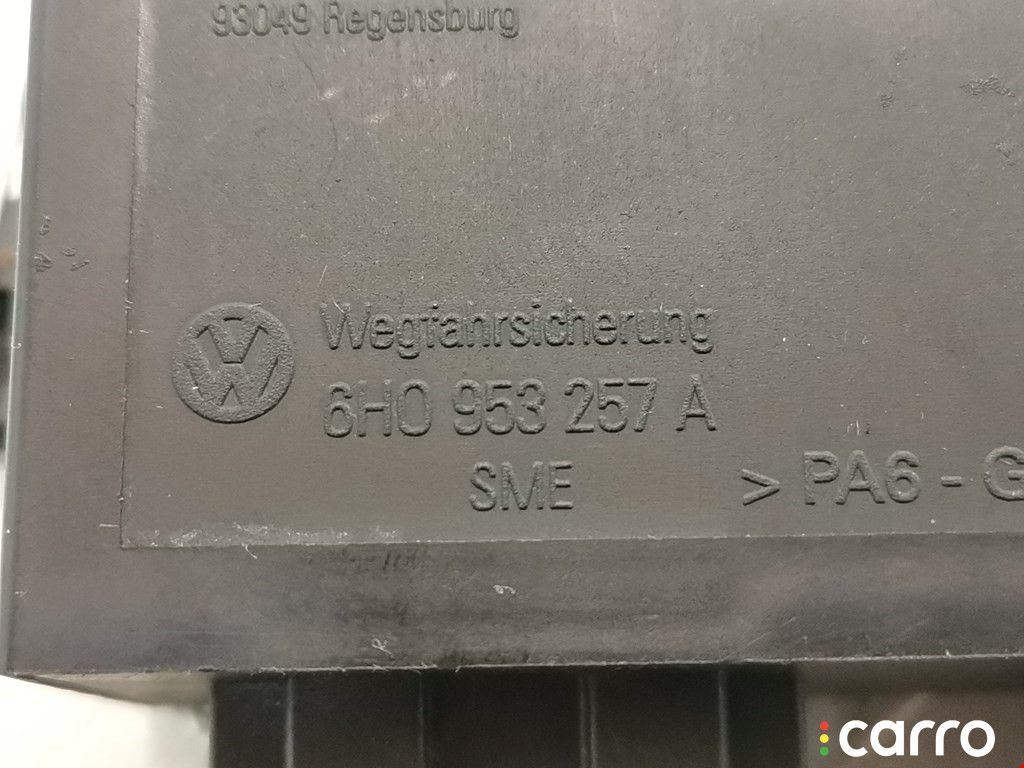 93049 Regensburg
Wegfahrsicherung
6H0 953 257 A
SME
> PA6 - G
carro